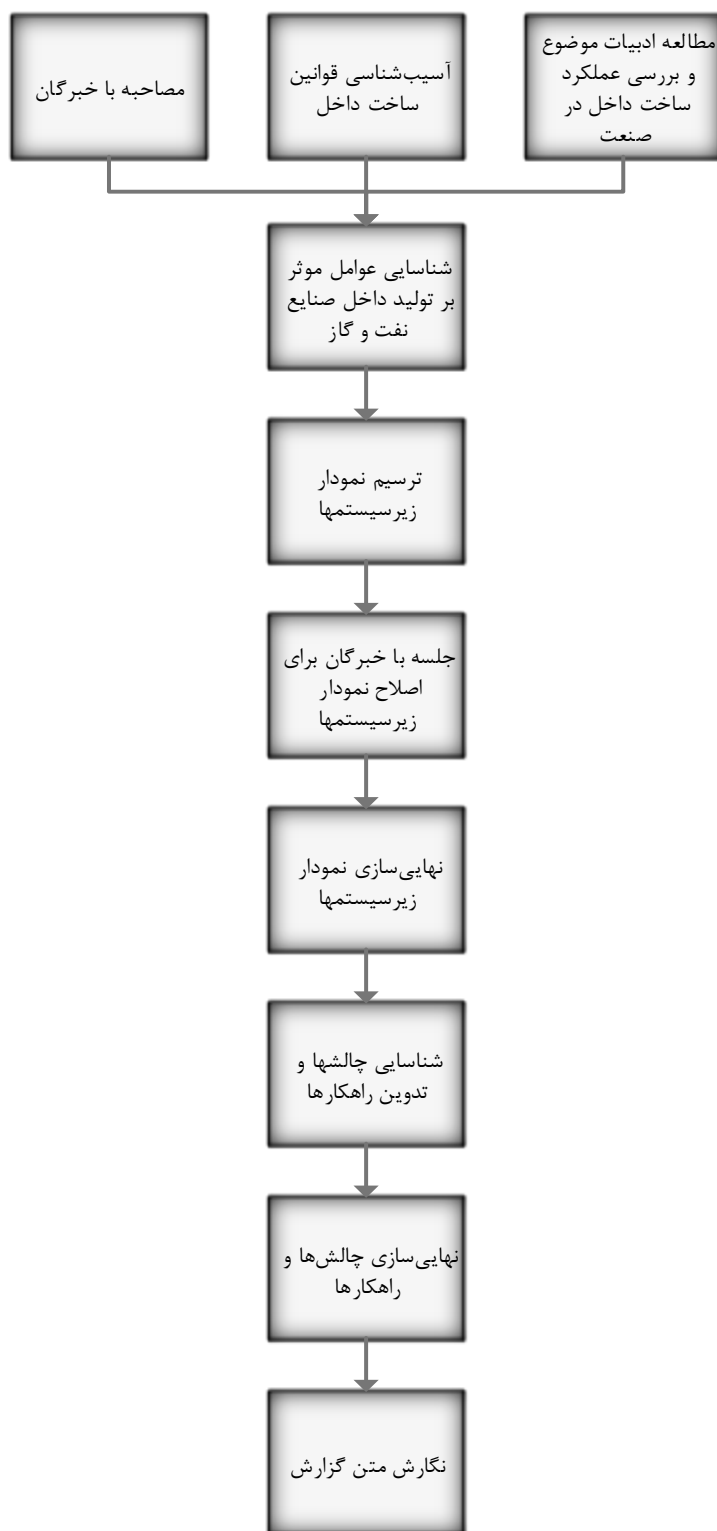 مطالعه ادبیات موضوع
و بررسی عملکرد
ساخت داخل در
صنعت
آسیب‌شناسی قوانین
ساخت داخل
مصاحبه با خبرگان
شناسایی عوامل موثر
بر تولید داخل صنایع
نفت و گاز
ترسیم نمودار
زیرسیستمها
جلسه با خبرگان برای
اصلاح نمودار
زیرسیستمها
نهایی‌سازی نمودار
زیرسیستمها
شناسایی چالشها و
تدوین راهکارها
نهایی‌سازی چالش‌ها و
راهکارها
نگارش متن گزارش